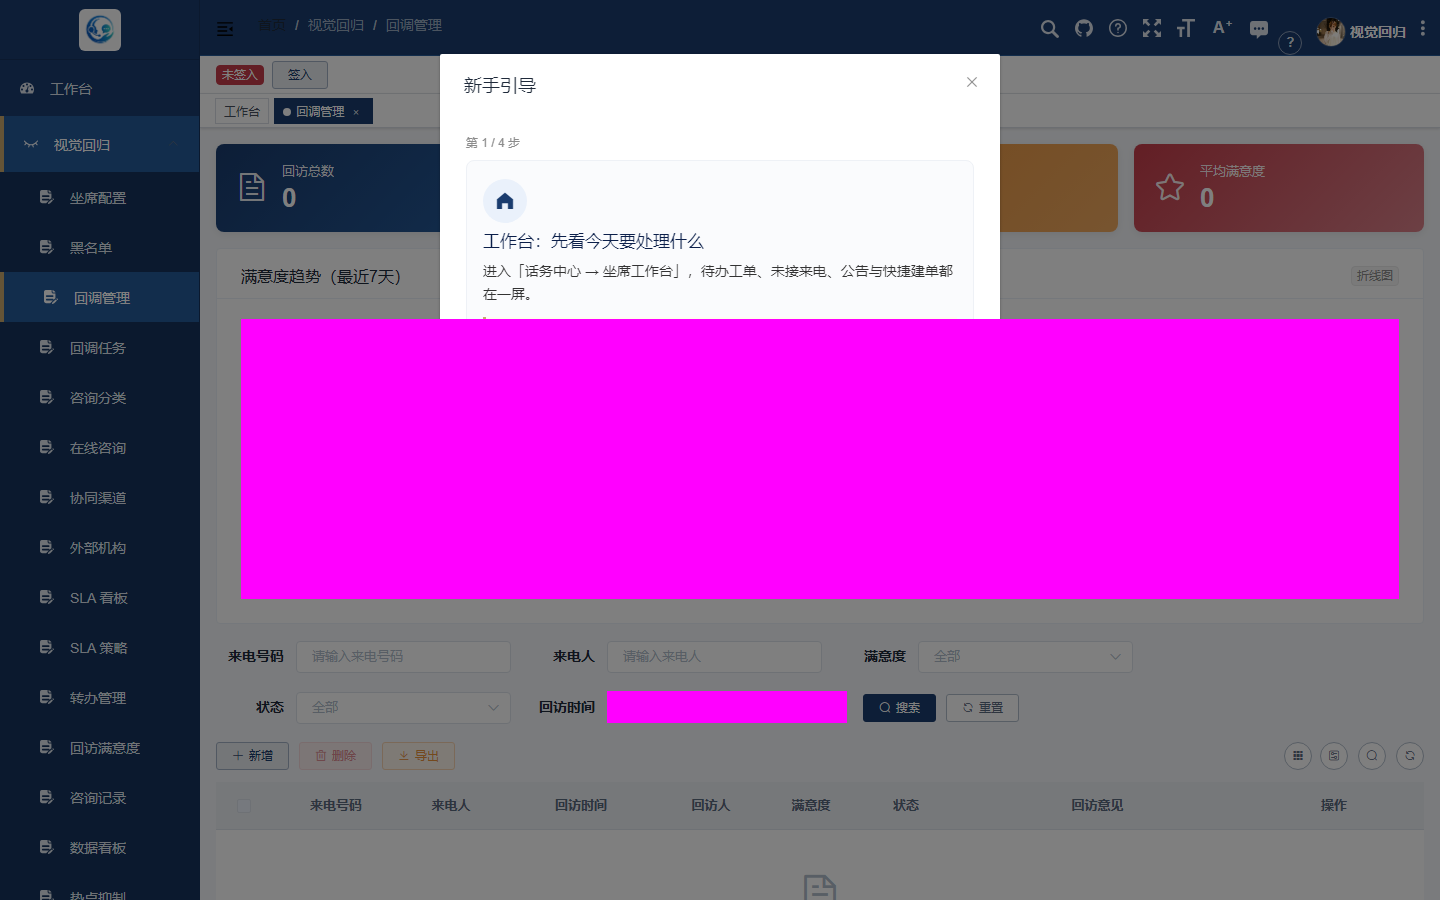 首页 / 视觉回归 / 回调管理
视觉回归
工作台
视觉回归
坐席配置
黑名单
回调管理
回调任务
咨询分类
在线咨询
协同渠道
外部机构
SLA 看板
SLA 策略
转办管理
回访满意度
咨询记录
数据看板
热点抑制
未签入
签入
工作台
回调管理 ×
新手引导
第 1 / 4 步
工作台：先看今天要处理什么
进入「话务中心 → 坐席工作台」，待办工单、未接来电、公告与快捷建单都
在一屏。
回访总数
0
平均满意度
0
满意度趋势（最近7天）
折线图
来电号码 请输入来电号码 来电人 请输入来电人 满意度 全部
状态 全部 回访时间 搜索 重置
新增 删除 导出
来电号码 来电人 回访时间 回访人 满意度 状态 回访意见 操作